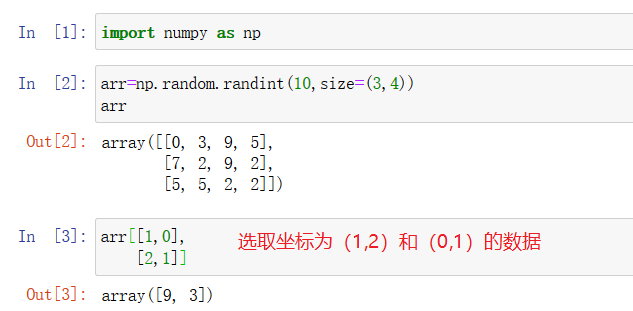 In [1]: import numpy as np
In [2]: arr=np.random.randint(10,size=(3,4))
arr
Out[2]: array([[0, 3, 9, 5],
[7, 2, 9, 2],
[5, 5, 2, 2]])
In [3]: arr[[1,0],
[2,1]]
选取坐标为（1,2）和（0,1）的数据
Out[3]: array([9, 3])